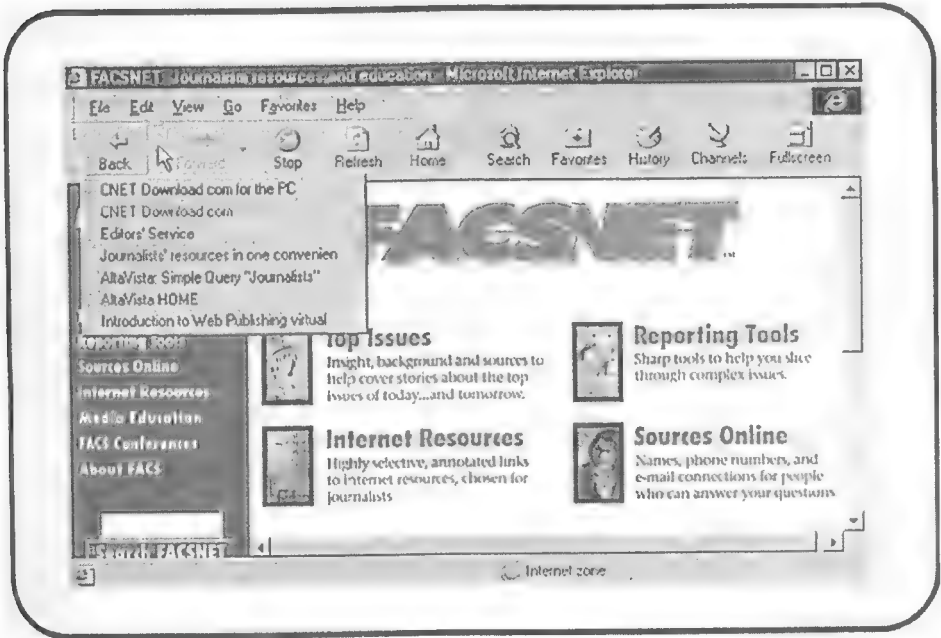 FACSNET: Journalism resources and education - Microsoft Internet Explorer
File Edit View Go Favorites Help
Back Forward Stop Refresh Home Search Favorites History Channels Fullscreen
CNET Download com for the PC
CNET Download com
Editors' Service
Journalists' resources in one convenien
AltaVista: Simple Query "Journalists"
AltaVista HOME
Introduction to Web Publishing virtual
FACSNET
Reporting Tools
Sources Online
Internet Resources
Media Education
FACS Conferences
About FACS
Search FACSNET
Top Issues
Insight, background and sources to
help cover stories about the top
issues of today...and tomorrow.
Reporting Tools
Sharp tools to help you slice
through complex issues.
Internet Resources
Highly selective, annotated links
to internet resources, chosen for
journalists
Sources Online
Names, phone numbers, and
e-mail connections for people
who can answer your questions
Internet zone